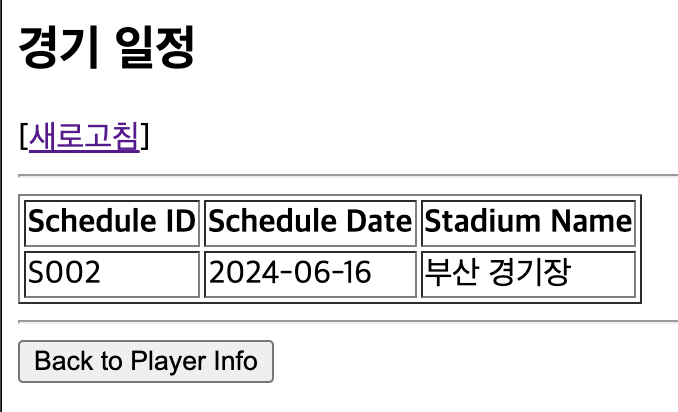 경기 일정
[새로고침]
Schedule ID Schedule Date Stadium Name
S002 2024-06-16 부산 경기장
Back to Player Info